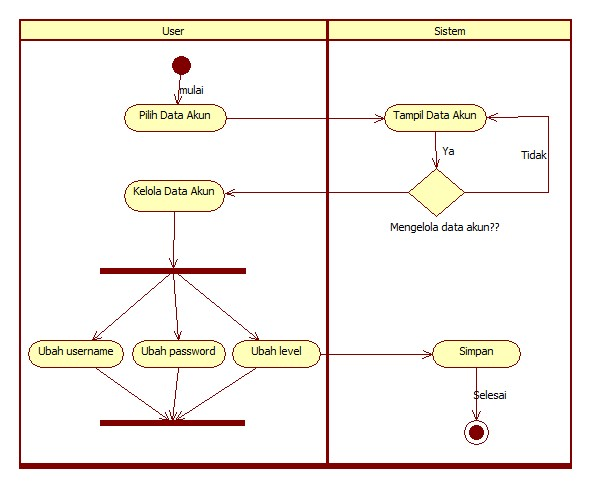 User
Sistem
mulai
Pilih Data Akun
Tampil Data Akun
Ya
Tidak
Kelola Data Akun
Mengelola data akun??
Ubah username
Ubah password
Ubah level
Simpan
Selesai